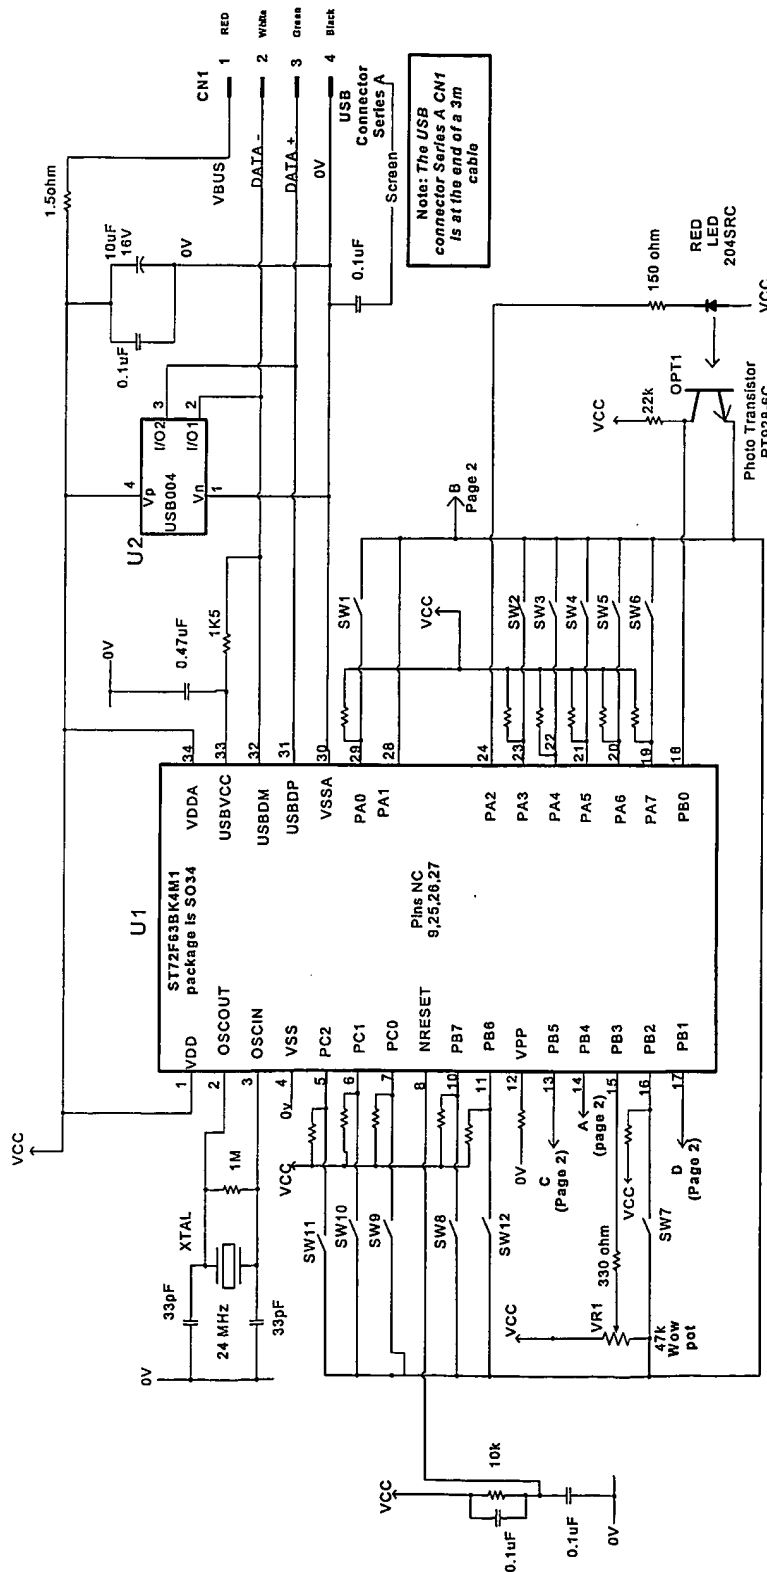 CN1
1 RED
2 White
3 Green
4 Black
USB
Connector
Series A
VBUS
DATA -
DATA +
0V
Screen
Note: The USB
connector Series A CN1
is at the end of a 3m
cable
1.5ohm
10uF
16V
0V
0.1uF
0.1uF
U2
USB004
Vp
4
Vn
1
I/O2
3
I/O1
2
0V
0.47uF
1K5
150 ohm
RED
LED
204SRC
VCC
VCC
22k
OPT1
Photo Transistor
B
Page 2
VCC
SW1
SW2
SW3
SW4
SW5
SW6
34
33
32
31
30
29
28
24
23
22
21
20
19
18
VDDA
USBVCC
USBDM
USBDP
VSSA
PA0
PA1
PA2
PA3
PA4
PA5
PA6
PA7
PB0
U1
ST72F63BK4M1
package is SO34
Pins NC
9,25,26,27
VDD
OSCOUT
OSCIN
VSS
PC2
PC1
PC0
NRESET
PB7
PB6
VPP
PB5
PB4
PB3
PB2
PB1
1
2
3
4
5
6
7
8
10
11
12
13
14
15
16
17
VCC
0v
1M
XTAL
24 MHz
33pF
33pF
0V
VCC
0V
C
(Page 2)
A
(page 2)
D
(Page 2)
VCC
SW11
SW10
SW9
SW8
SW12
SW7
330 ohm
VR1
VCC
47k
Wow
pot
10k
VCC
0.1uF
0.1uF
0V